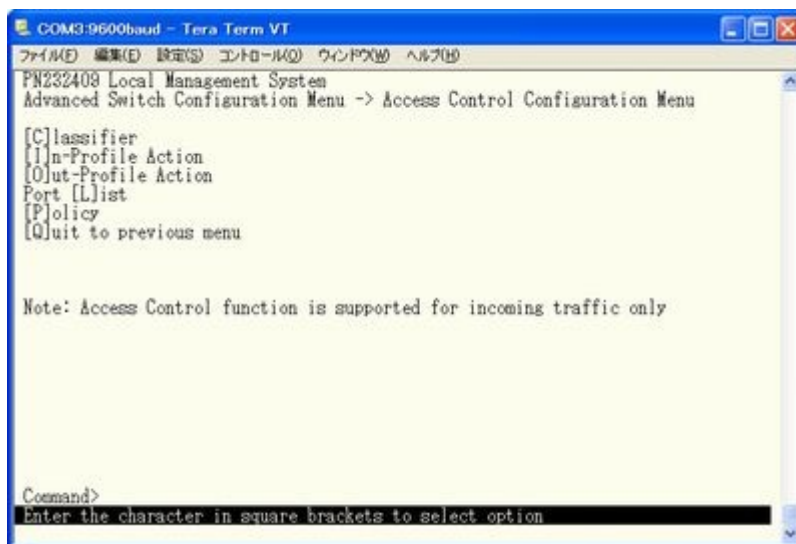 COM3:9600baud - Tera Term VT
ファイル(F) 編集(E) 設定(S) コントロール(O) ウィンドウ(W) ヘルプ(H)
PN232409 Local Management System
Advanced Switch Configuration Menu -> Access Control Configuration Menu
[C]lassifier
[I]n-Profile Action
[O]ut-Profile Action
Port [L]ist
[P]olicy
[Q]uit to previous menu
Note: Access Control function is supported for incoming traffic only
Command>
Enter the character in square brackets to select option